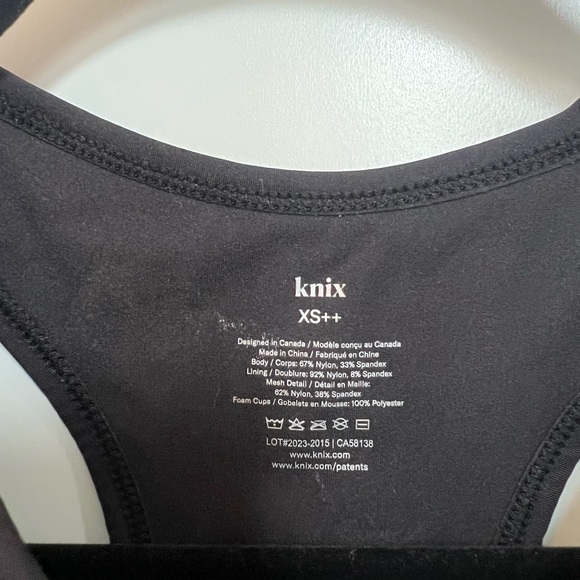 knix
XS++
Designed in Canada / Modèle conçu au Canada
Made in China / Fabriqué en Chine
Body / Corps: 67% Nylon, 33% Spandex
Lining / Doublure: 92% Nylon, 8% Spandex
Mesh Detail / Détail en Maille:
62% Nylon, 38% Spandex
Foam Cups / Gobelets en Mousse: 100% Polyester
LOT#2023-2015 | CA58138
www.knix.com
www.knix.com/patents